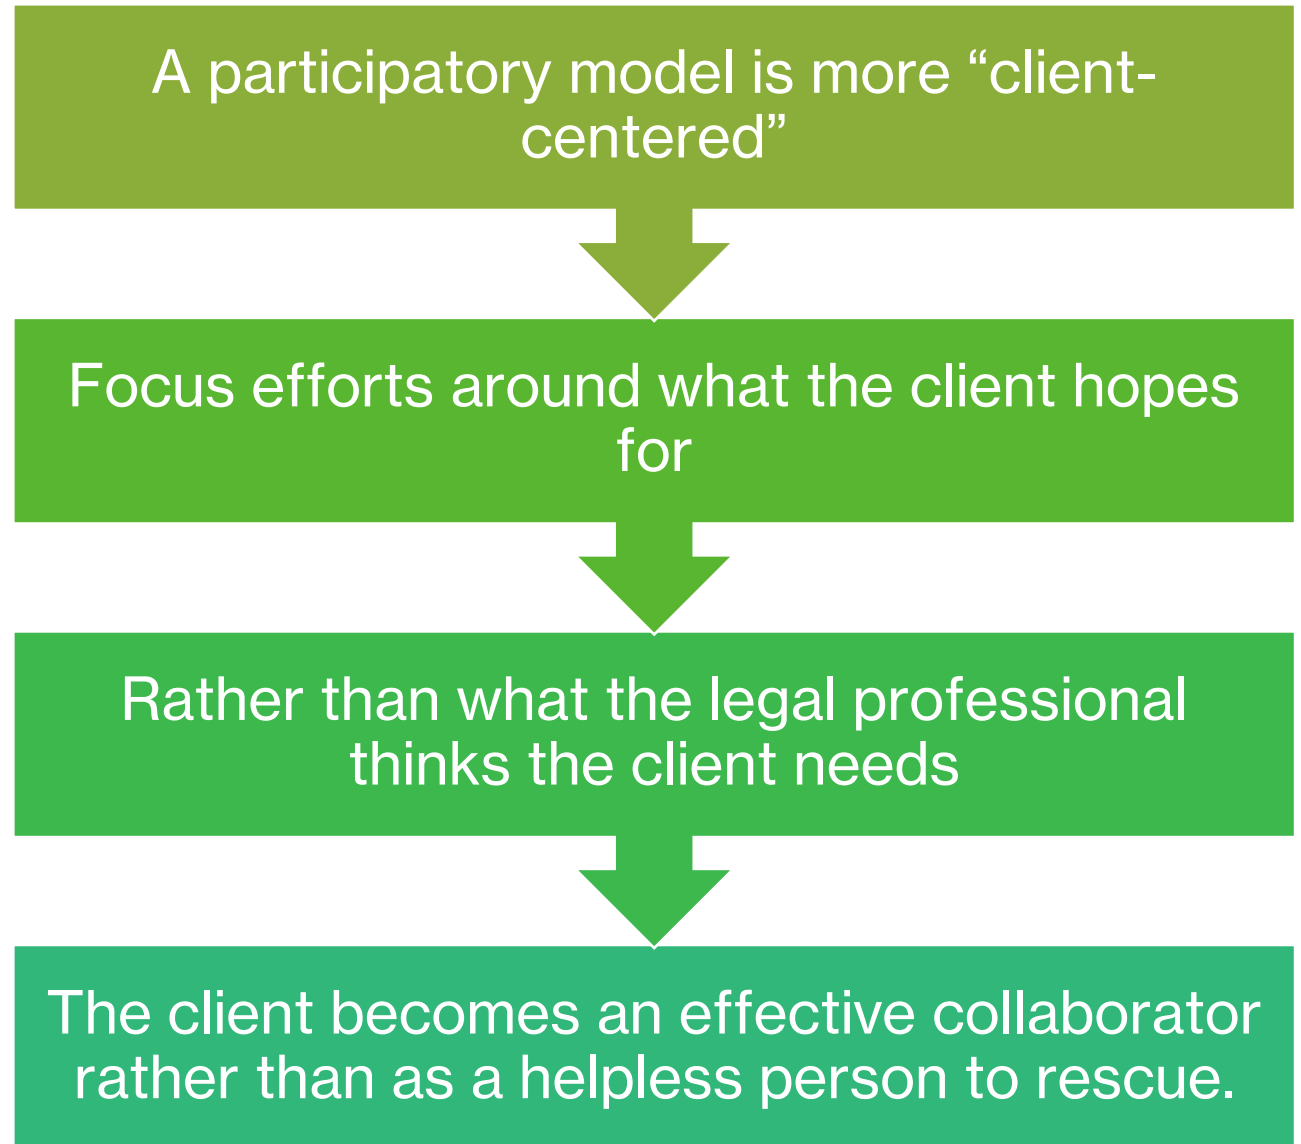 A participatory model is more “client-
centered”
Focus efforts around what the client hopes
for
Rather than what the legal professional
thinks the client needs
The client becomes an effective collaborator
rather than as a helpless person to rescue.